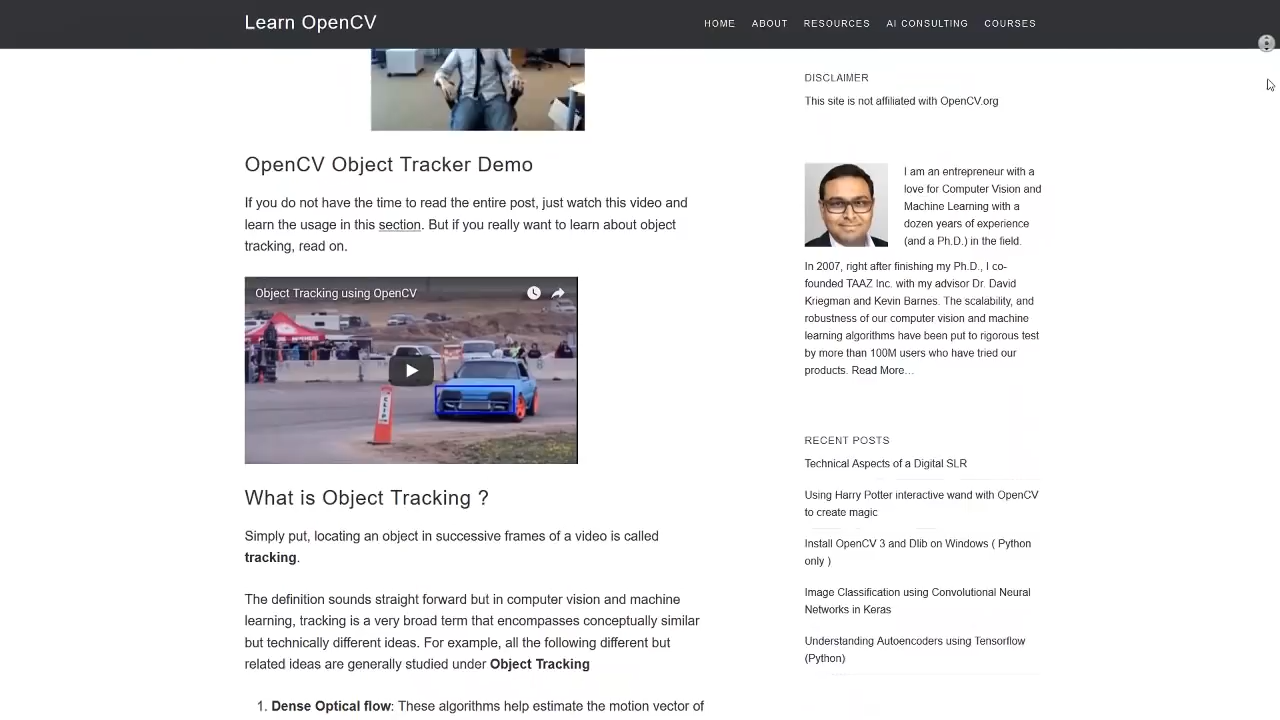 Learn OpenCV
HOME ABOUT RESOURCES AI CONSULTING COURSES
OpenCV Object Tracker Demo
If you do not have the time to read the entire post, just watch this video and
learn the usage in this section. But if you really want to learn about object
tracking, read on.
Object Tracking using OpenCV
CLIP
What is Object Tracking ?
Simply put, locating an object in successive frames of a video is called
tracking.
The definition sounds straight forward but in computer vision and machine
learning, tracking is a very broad term that encompasses conceptually similar
but technically different ideas. For example, all the following different but
related ideas are generally studied under Object Tracking
1. Dense Optical flow: These algorithms help estimate the motion vector of
DISCLAIMER
This site is not affiliated with OpenCV.org
I am an entrepreneur with a
love for Computer Vision and
Machine Learning with a
dozen years of experience
(and a Ph.D.) in the field.
In 2007, right after finishing my Ph.D., I co-
founded TAAZ Inc. with my advisor Dr. David
Kriegman and Kevin Barnes. The scalability, and
robustness of our computer vision and machine
learning algorithms have been put to rigorous test
by more than 100M users who have tried our
products. Read More…
RECENT POSTS
Technical Aspects of a Digital SLR
Using Harry Potter interactive wand with OpenCV
to create magic
Install OpenCV 3 and Dlib on Windows ( Python
only )
Image Classification using Convolutional Neural
Networks in Keras
Understanding Autoencoders using Tensorflow
(Python)